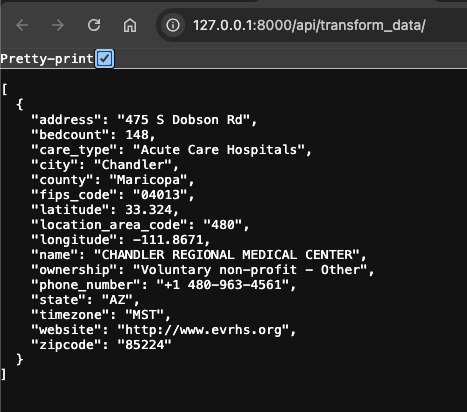 127.0.0.1:8000/api/transform_data/
Pretty-print
[
  {
    "address": "475 S Dobson Rd",
    "bedcount": 148,
    "care_type": "Acute Care Hospitals",
    "city": "Chandler",
    "county": "Maricopa",
    "fips_code": "04013",
    "latitude": 33.324,
    "location_area_code": "480",
    "longitude": -111.8671,
    "name": "CHANDLER REGIONAL MEDICAL CENTER",
    "ownership": "Voluntary non-profit - Other",
    "phone_number": "+1 480-963-4561",
    "state": "AZ",
    "timezone": "MST",
    "website": "http://www.evrhs.org",
    "zipcode": "85224"
  }
]